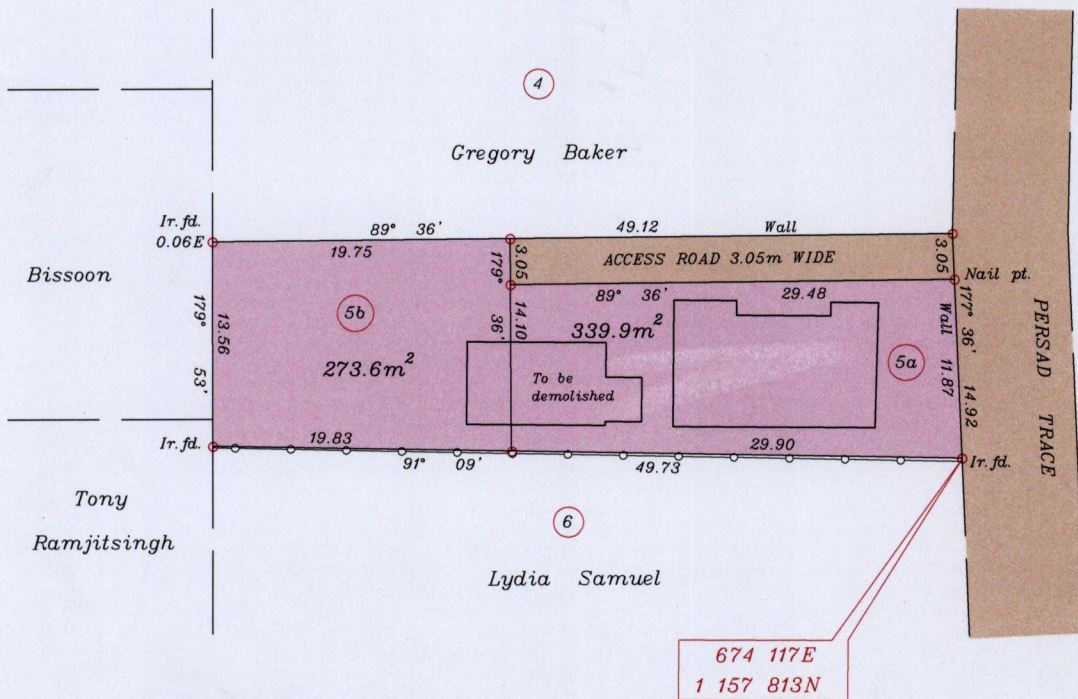 4
Gregory Baker
Ir. fd.
0.06E
89° 36'
49.12
Wall
19.75
3.05
ACCESS ROAD 3.05m WIDE
3.05
Nail pt.
Bissoon
179°
53'
13.56
5b
273.6m²
179°
36'
14.10
89° 36'
29.48
339.9m²
5a
Wall
11.87
177° 36'
14.92
PERSAD TRACE
To be
demolished
Ir. fd.
19.83
91° 09'
49.73
29.90
Ir. fd.
Tony
Ramjitsingh
6
Lydia Samuel
674 117E
1 157 813N